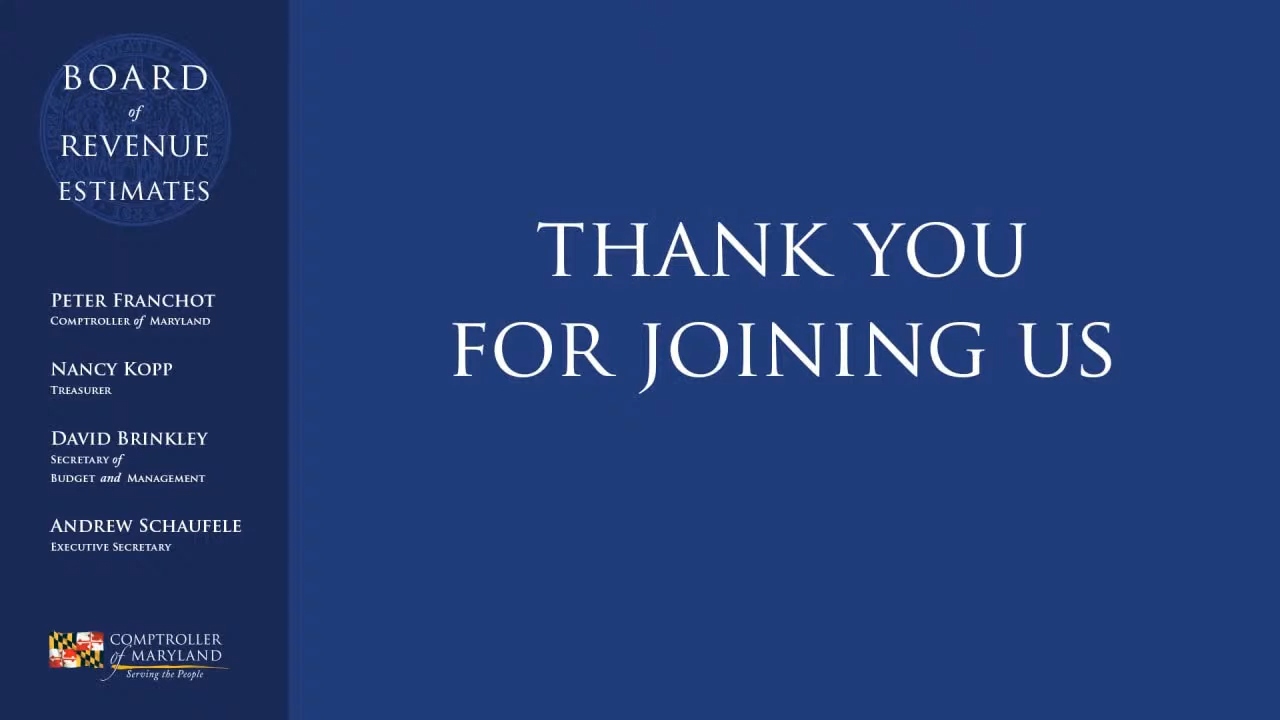 BOARD
of
REVENUE
ESTIMATES
PETER FRANCHOT
COMPTROLLER of MARYLAND
NANCY KOPP
TREASURER
DAVID BRINKLEY
SECRETARY of
BUDGET and MANAGEMENT
ANDREW SCHAUFELE
EXECUTIVE SECRETARY
COMPTROLLER
of MARYLAND
Serving the People
THANK YOU
FOR JOINING US